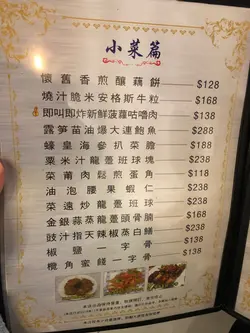 小菜篇
懷舊香煎釀藕餅 $128
燒汁脆米安格斯牛粒 $168
即叫即炸新鮮菠蘿咕嚕肉 $138
露筍苗油爆大連鮑魚 $288
蠔皇海參扒菜膽 $188
粟米汁龍躉班球塊 $238
菜甫肉鬆煎蛋角 $118
油泡腰果蝦仁 $188
菜遠炒龍躉班球 $238
金銀蒜蒸龍躉頭骨腩 $168
豉汁指天辣椒蒸白鱔
椒鹽一字骨 $138
欖角蜜餞一字骨 $138